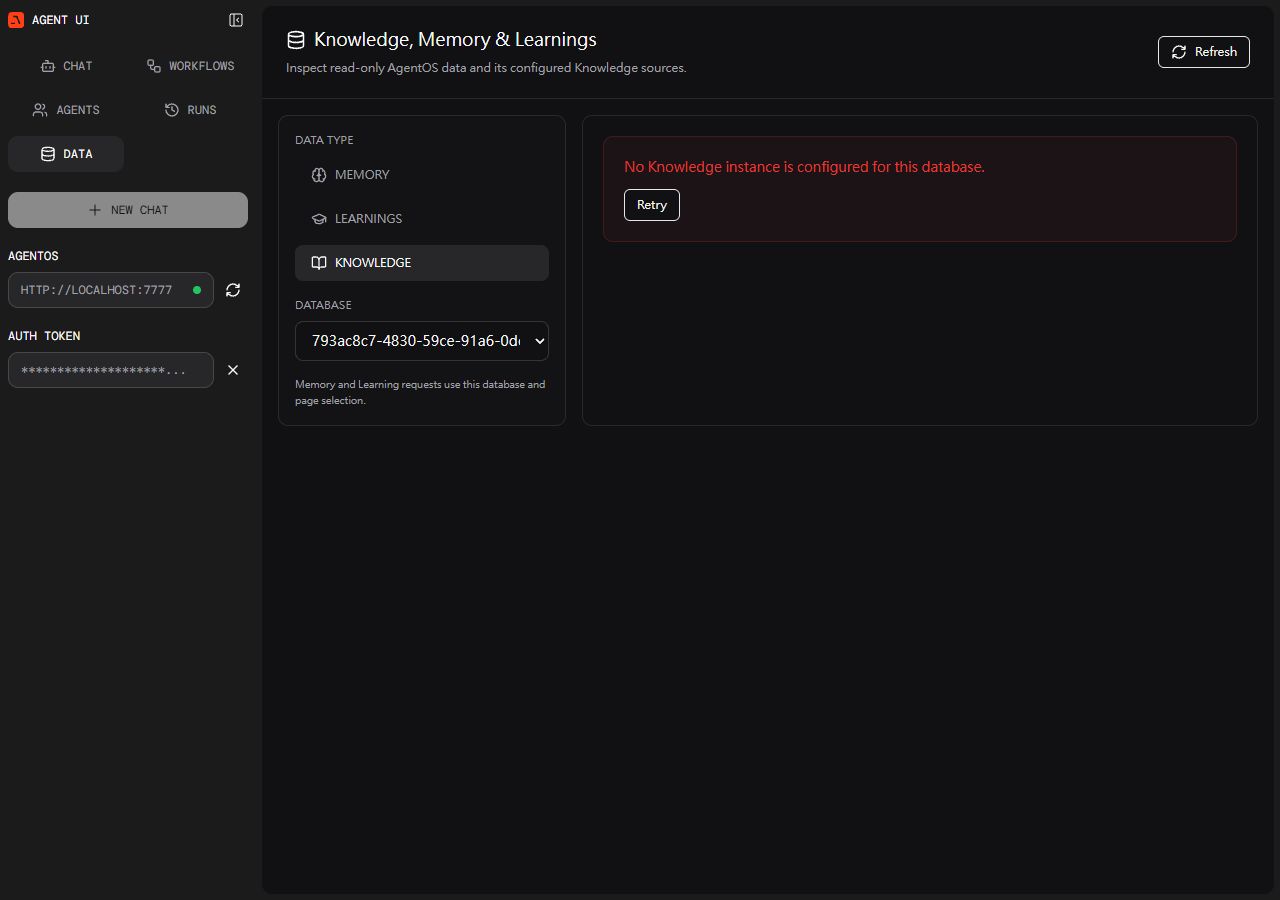 AGENT UI
CHAT
WORKFLOWS
AGENTS
RUNS
DATA
NEW CHAT
AGENTOS
HTTP://LOCALHOST:7777
AUTH TOKEN
********************...
Knowledge, Memory & Learnings
Inspect read-only AgentOS data and its configured Knowledge sources.
Refresh
DATA TYPE
MEMORY
LEARNINGS
KNOWLEDGE
DATABASE
793ac8c7-4830-59ce-91a6-0d
Memory and Learning requests use this database and
page selection.
No Knowledge instance is configured for this database.
Retry